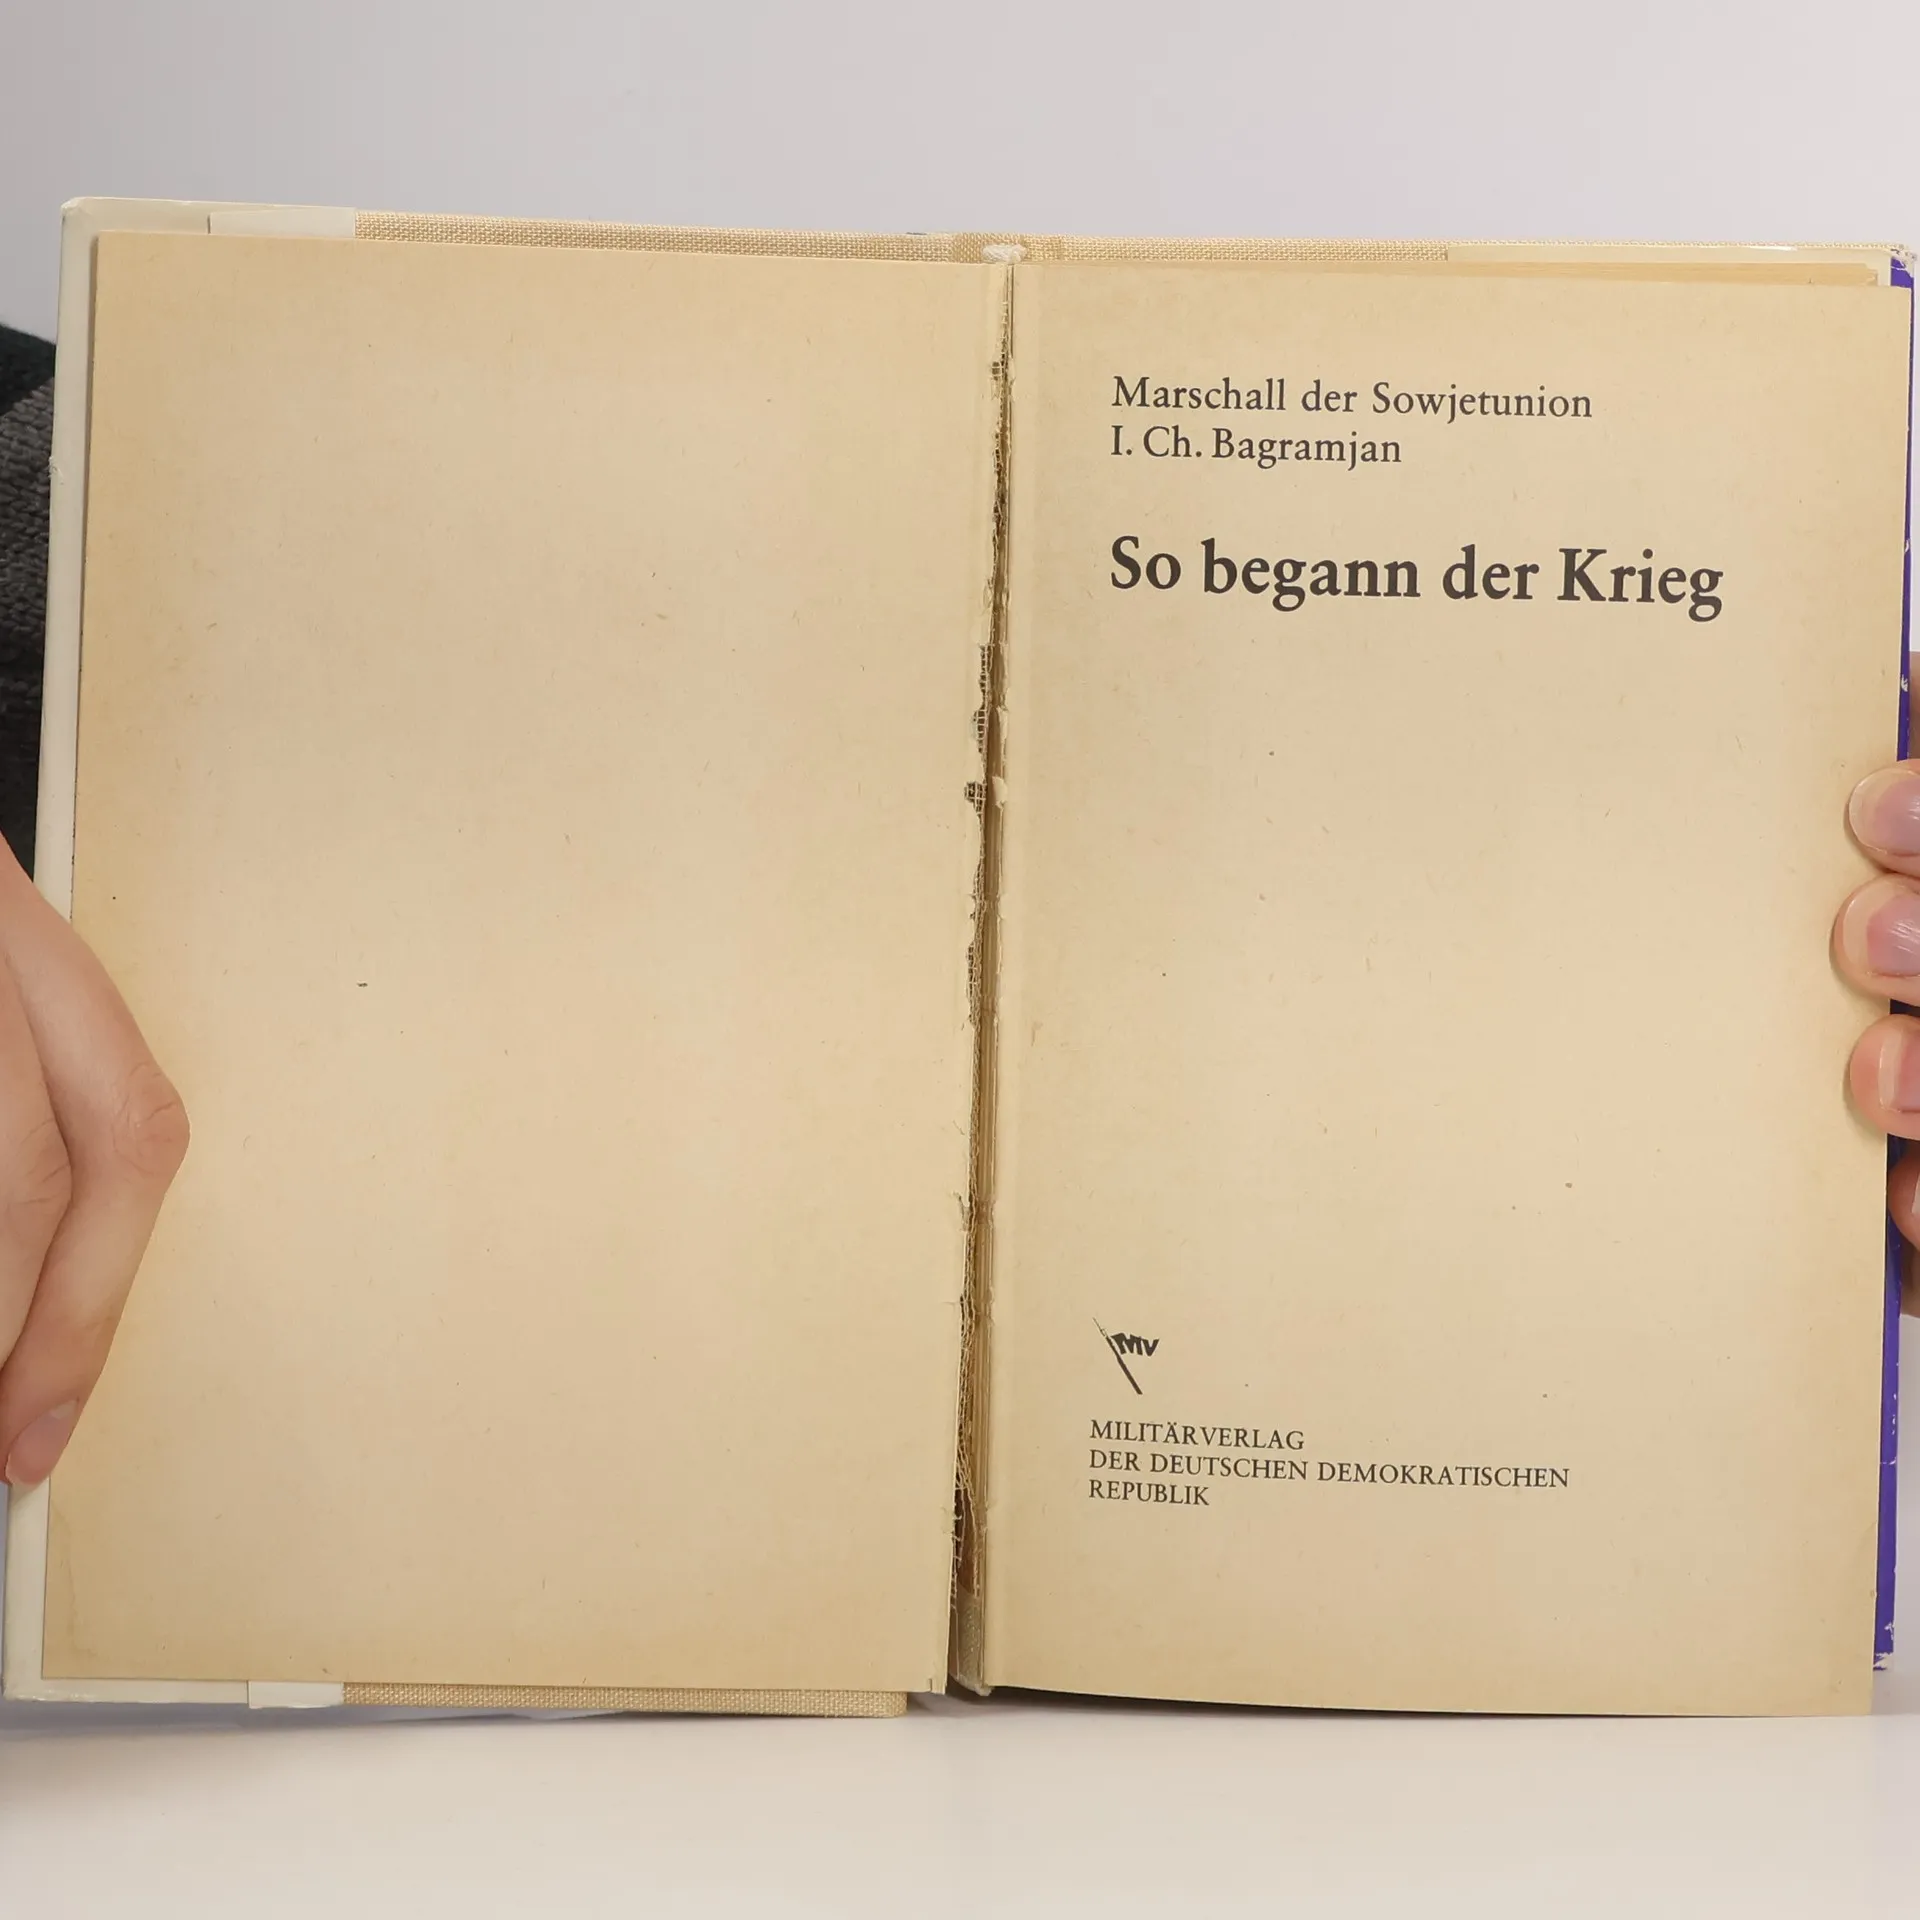 Marschall der Sowjetunion
I. Ch. Bagramjan
So begann der Krieg
MV
MILITÄRVERLAG
DER DEUTSCHEN DEMOKRATISCHEN
REPUBLIK